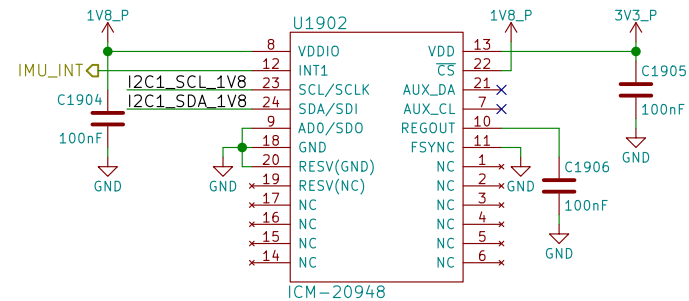 1V8_P
U1902
1V8_P
3V3_P
8 VDDIO
VDD 13
IMU_INT
12 INT1
CS 22
I2C1_SCL_1V8 23 SCL/SCLK
AUX_DA 21
C1905
C1904
I2C1_SDA_1V8 24 SDA/SDI
AUX_CL 7
100nF
9 AD0/SDO
REGOUT 10
100nF
18 GND
FSYNC 11
GND
20 RESV(GND)
NC 1
C1906
GND
GND
19 RESV(NC)
NC 2
GND
17 NC
NC 3
100nF
16 NC
NC 4
15 NC
NC 5
GND
14 NC
NC 6
ICM-20948